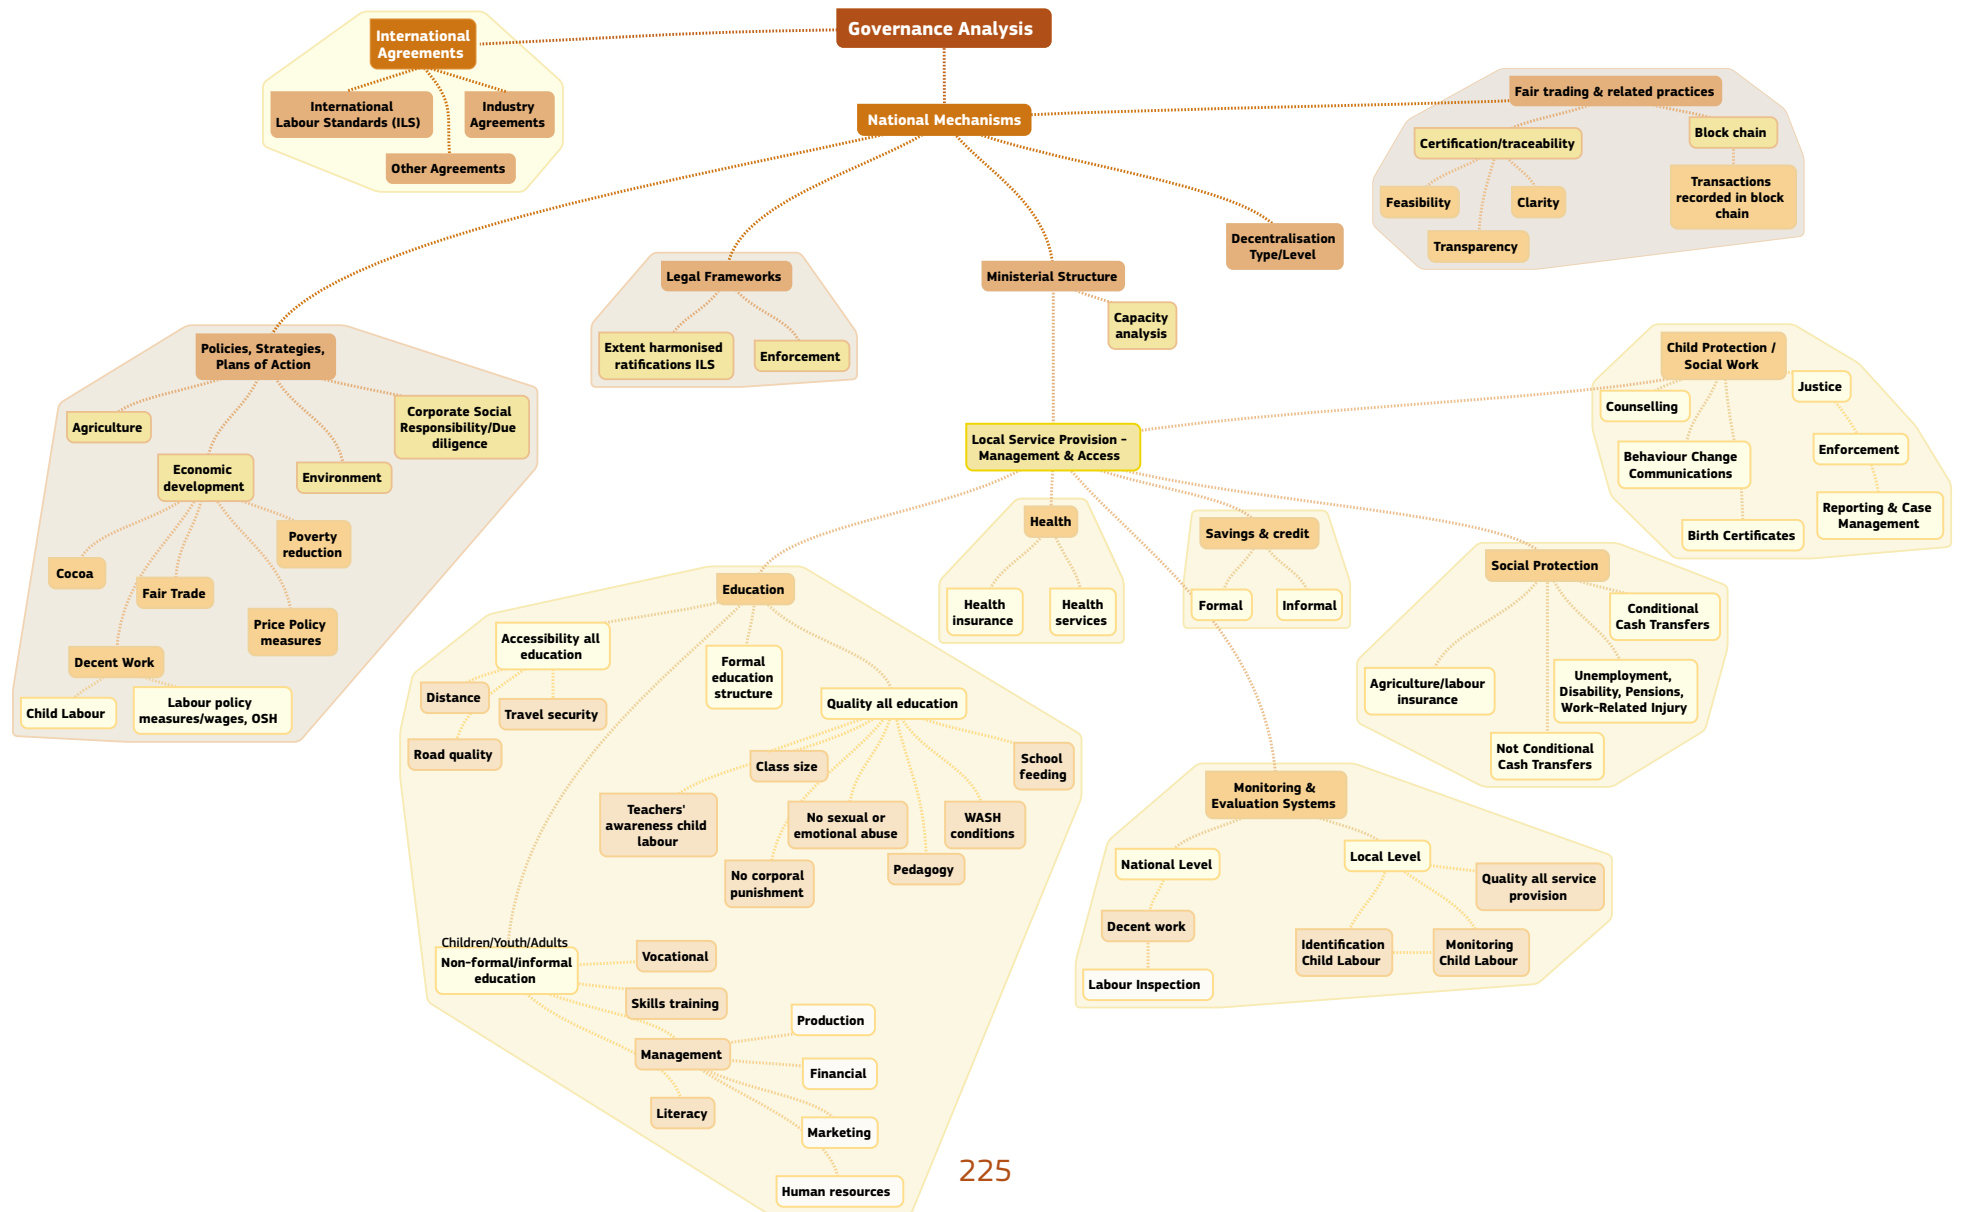 Governance Analysis
International
Agreements
International
Labour Standards (ILS)
Industry
Agreements
Other Agreements
National Mechanisms
Fair trading & related practices
Certification/traceability
Block chain
Feasibility
Clarity
Transparency
Transactions
recorded in block
chain
Decentralisation
Type/Level
Legal Frameworks
Extent harmonised
ratifications ILS
Enforcement
Ministerial Structure
Capacity
analysis
Policies, Strategies,
Plans of Action
Agriculture
Corporate Social
Responsibility/Due
diligence
Economic
development
Environment
Poverty
reduction
Cocoa
Fair Trade
Price Policy
measures
Decent Work
Child Labour
Labour policy
measures/wages, OSH
Local Service Provision -
Management & Access
Child Protection /
Social Work
Justice
Counselling
Behaviour Change
Communications
Enforcement
Reporting & Case
Management
Birth Certificates
Health
Health
insurance
Health
services
Savings & credit
Formal
Informal
Social Protection
Conditional
Cash Transfers
Agriculture/labour
insurance
Unemployment,
Disability, Pensions,
Work-Related Injury
Not Conditional
Cash Transfers
Education
Accessibility all
education
Distance
Travel security
Road quality
Formal
education
structure
Quality all education
Class size
School
feeding
Teachers'
awareness child
labour
No sexual or
emotional abuse
WASH
conditions
No corporal
punishment
Pedagogy
Monitoring &
Evaluation Systems
National Level
Local Level
Quality all service
provision
Decent work
Identification
Child Labour
Monitoring
Child Labour
Labour Inspection
Children/Youth/Adults
Non-formal/informal
education
Vocational
Skills training
Management
Production
Financial
Literacy
Marketing
Human resources
225